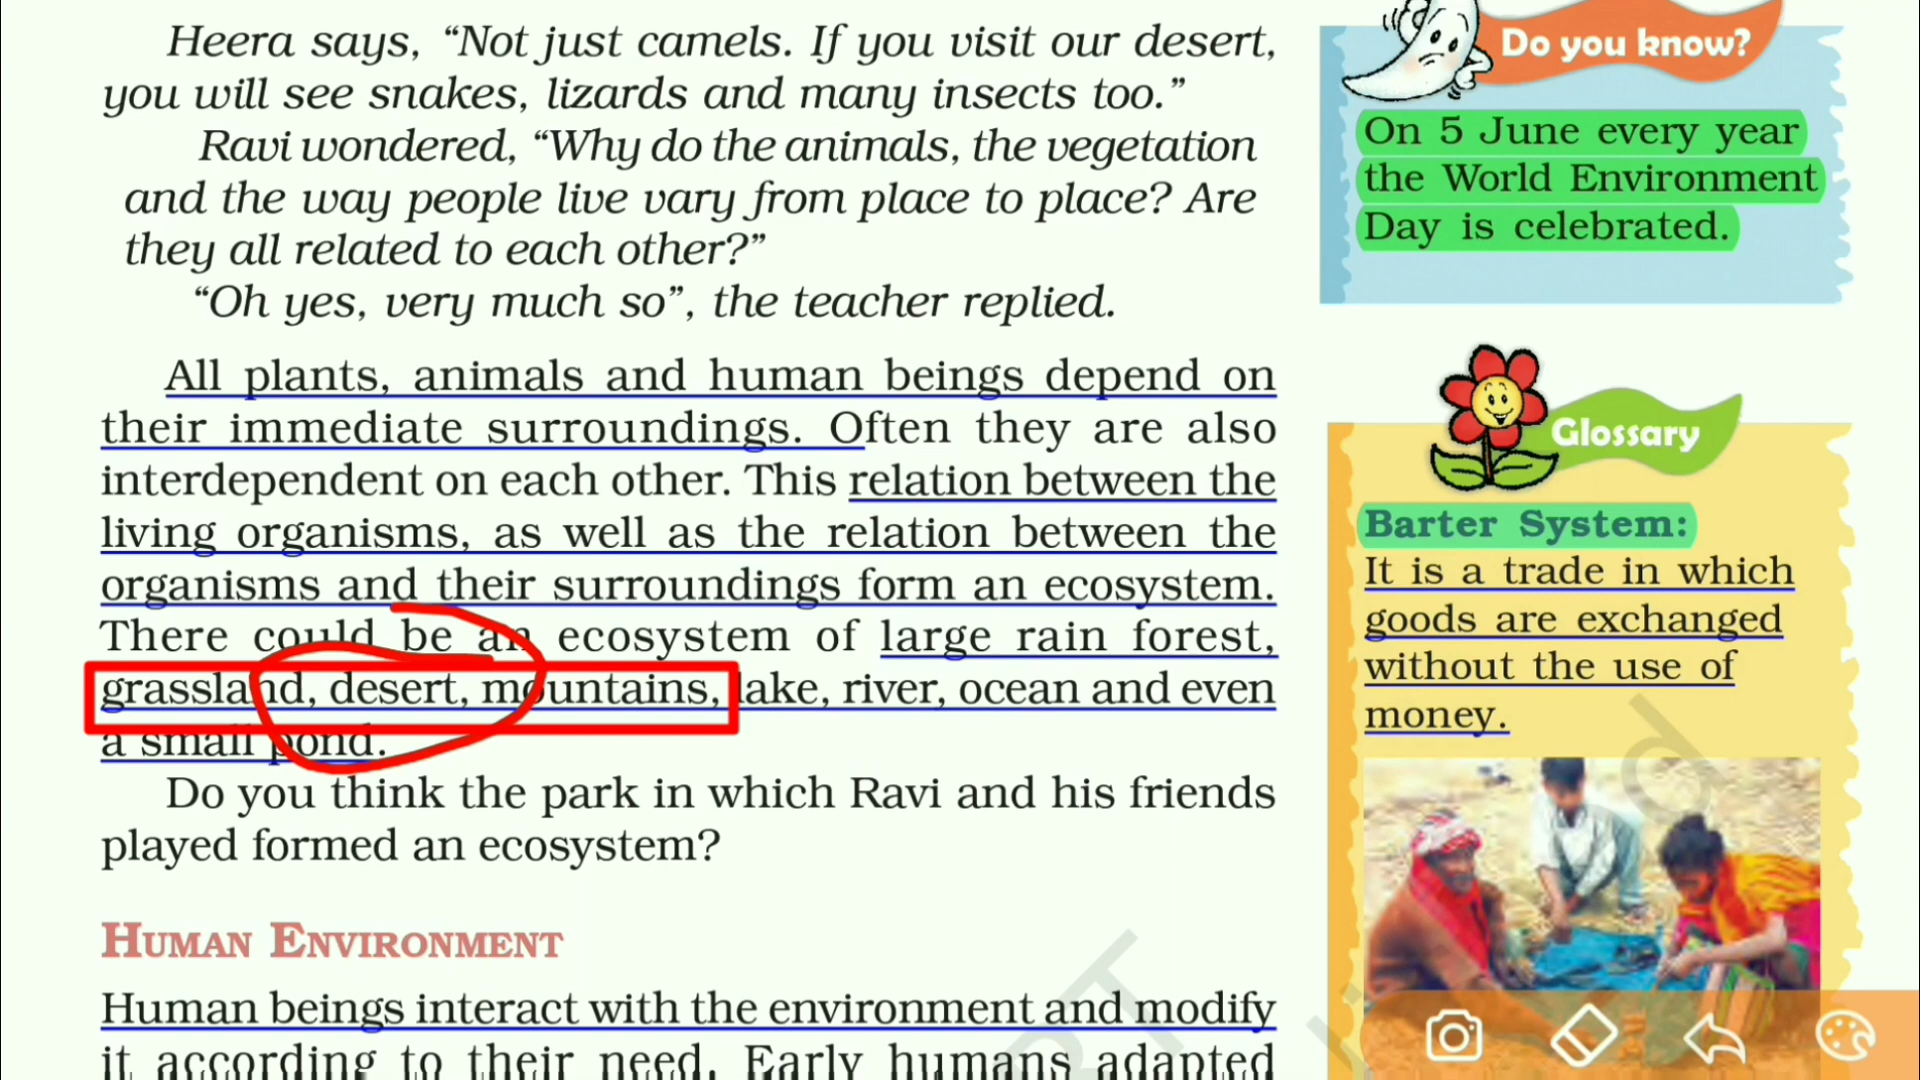 Heera says, “Not just camels. If you visit our desert,
you will see snakes, lizards and many insects too.”
Ravi wondered, “Why do the animals, the vegetation
and the way people live vary from place to place? Are
they all related to each other?”
“Oh yes, very much so”, the teacher replied.
All plants, animals and human beings depend on
their immediate surroundings. Often they are also
interdependent on each other. This relation between the
living organisms, as well as the relation between the
organisms and their surroundings form an ecosystem.
There could be an ecosystem of large rain forest,
grassland, desert, mountains, lake, river, ocean and even
a small pond.
Do you think the park in which Ravi and his friends
played formed an ecosystem?
HUMAN ENVIRONMENT
Human beings interact with the environment and modify
it according to their need. Early humans adapted
Do you know?
On 5 June every year
the World Environment
Day is celebrated.
Glossary
Barter System:
It is a trade in which
goods are exchanged
without the use of
money.